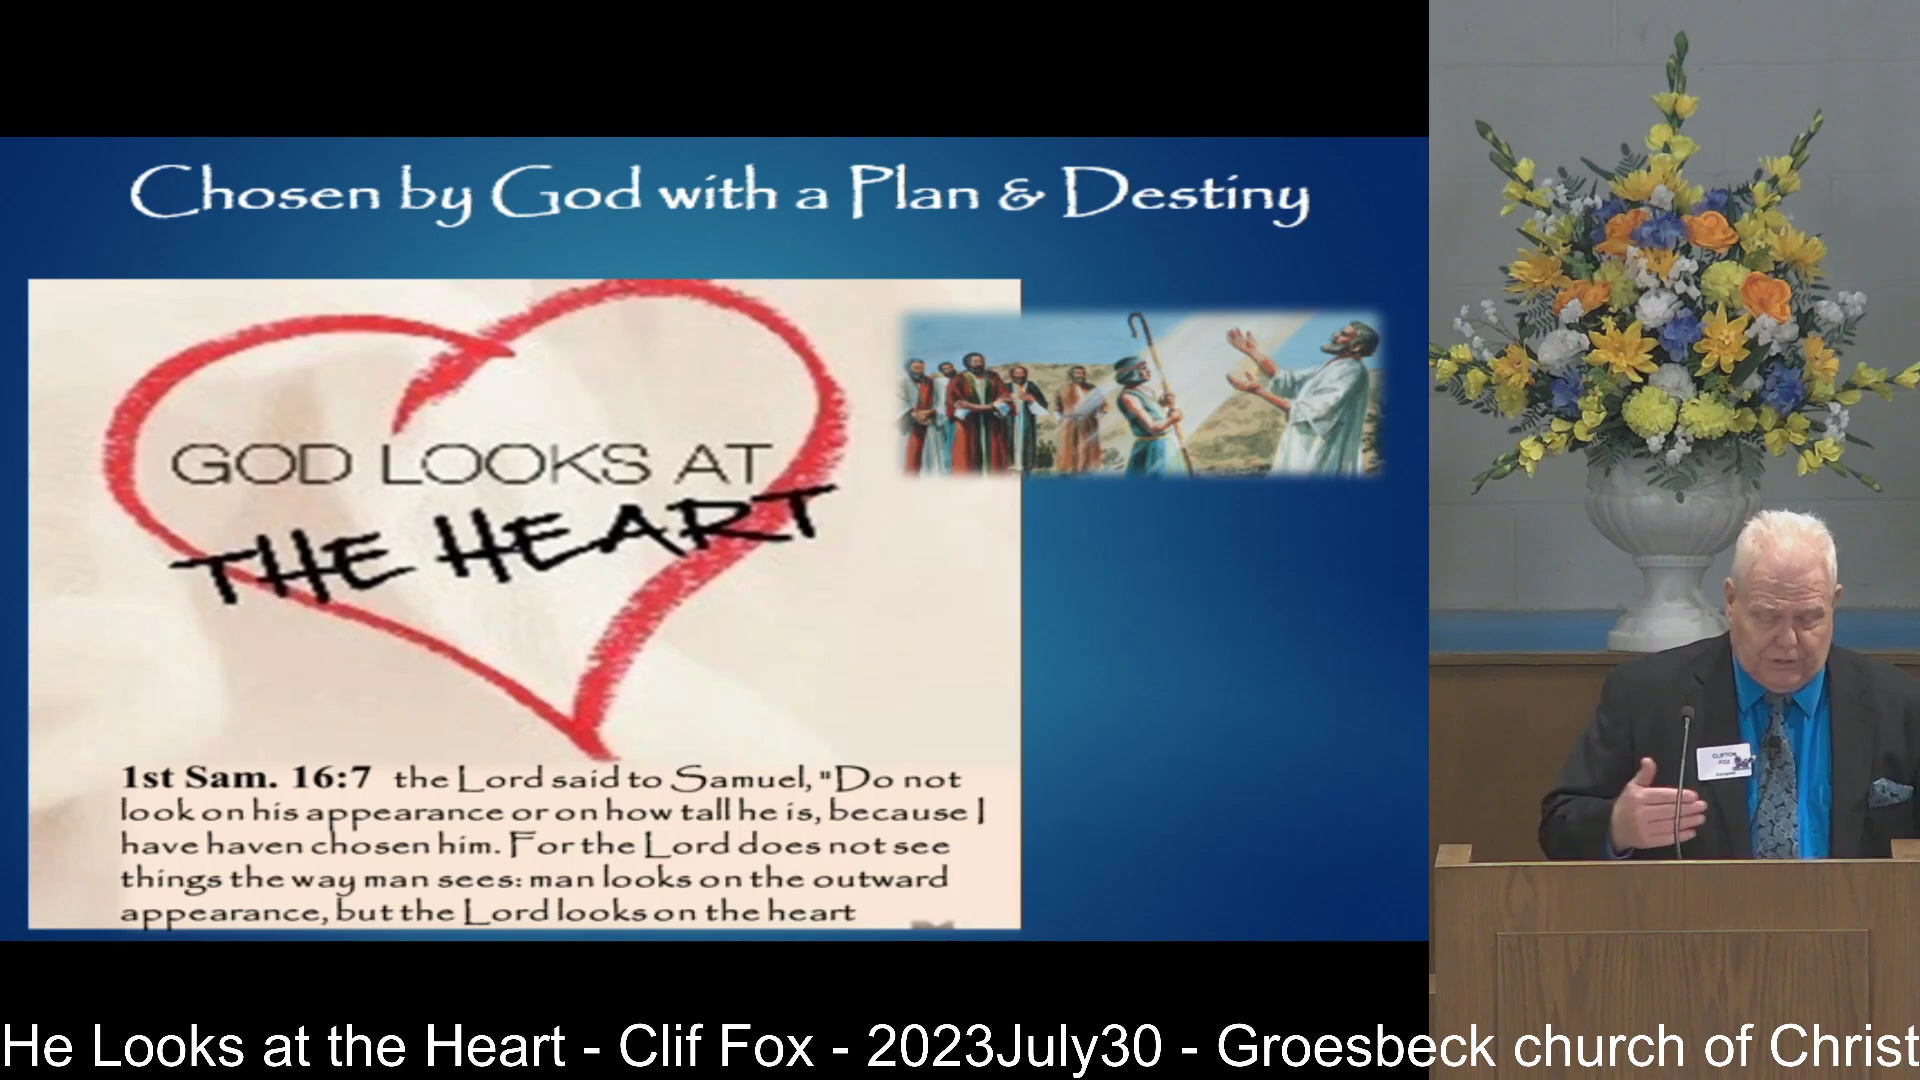 Chosen by God with a Plan & Destiny
GOD LOOKS AT
THE HEART
1st Sam. 16:7 the Lord said to Samuel, "Do not
look on his appearance or on how tall he is, because I
have haven chosen him. For the Lord does not see
things the way man sees: man looks on the outward
appearance, but the Lord looks on the heart
CLIFTON
FOX
He Looks at the Heart - Clif Fox - 2023July30 - Groesbeck church of Christ